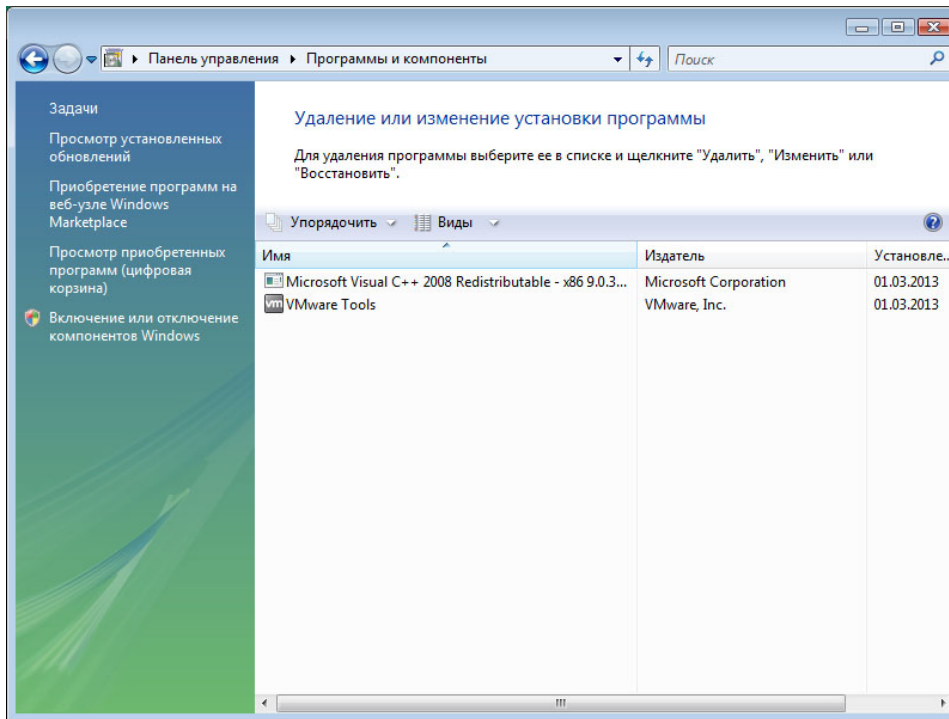 Панель управления Программы и компоненты Поиск
Задачи
Просмотр установленных
обновлений
Приобретение программ на
веб-узле Windows
Marketplace
Просмотр приобретенных
программ (цифровая
корзина)
Включение или отключение
компонентов Windows
Удаление или изменение установки программы
Для удаления программы выберите ее в списке и щелкните "Удалить", "Изменить" или
"Восстановить".
Упорядочить Виды
Имя Издатель Установле...
Microsoft Visual C++ 2008 Redistributable - x86 9.0.3... Microsoft Corporation 01.03.2013
vm VMware Tools VMware, Inc. 01.03.2013